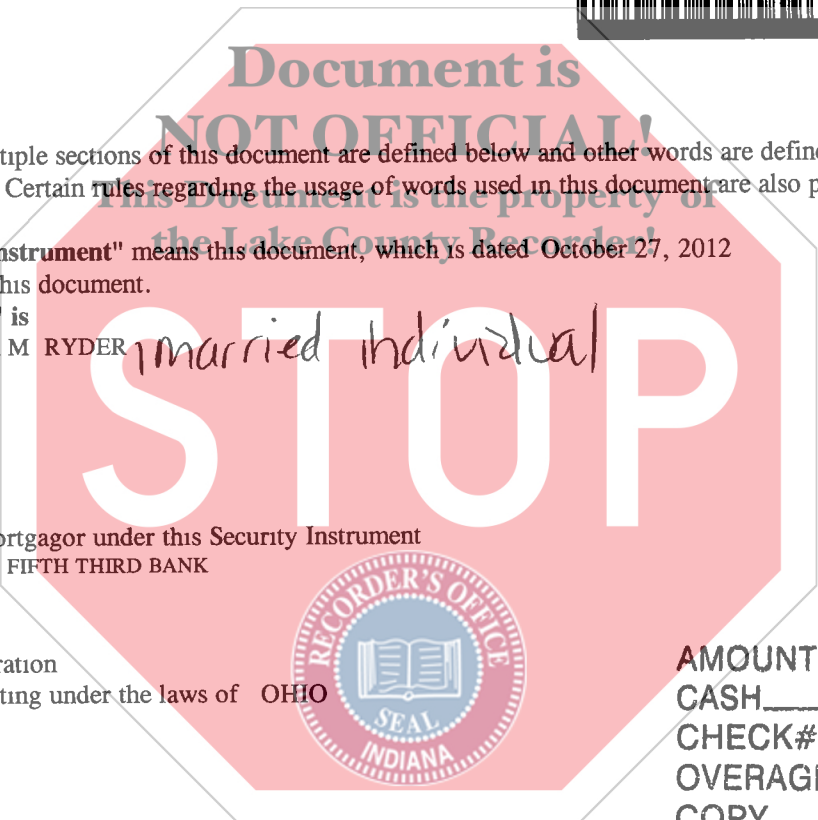 Document is
NOT OFFICIAL!
tiple sections of this document are defined below and other words are define
Certain rules regarding the usage of words used in this document are also p
This Document is the property of
the Lake County Recorder!
nstrument" means this document, which is dated October 27, 2012
his document.
" is
M RYDER, married individual
STOP
ortgagor under this Security Instrument
FIFTH THIRD BANK
RECORDER'S OFFICE
SEAL
INDIANA
ration
ting under the laws of OHIO
AMOUNT
CASH
CHECK#
OVERAGE
COPY